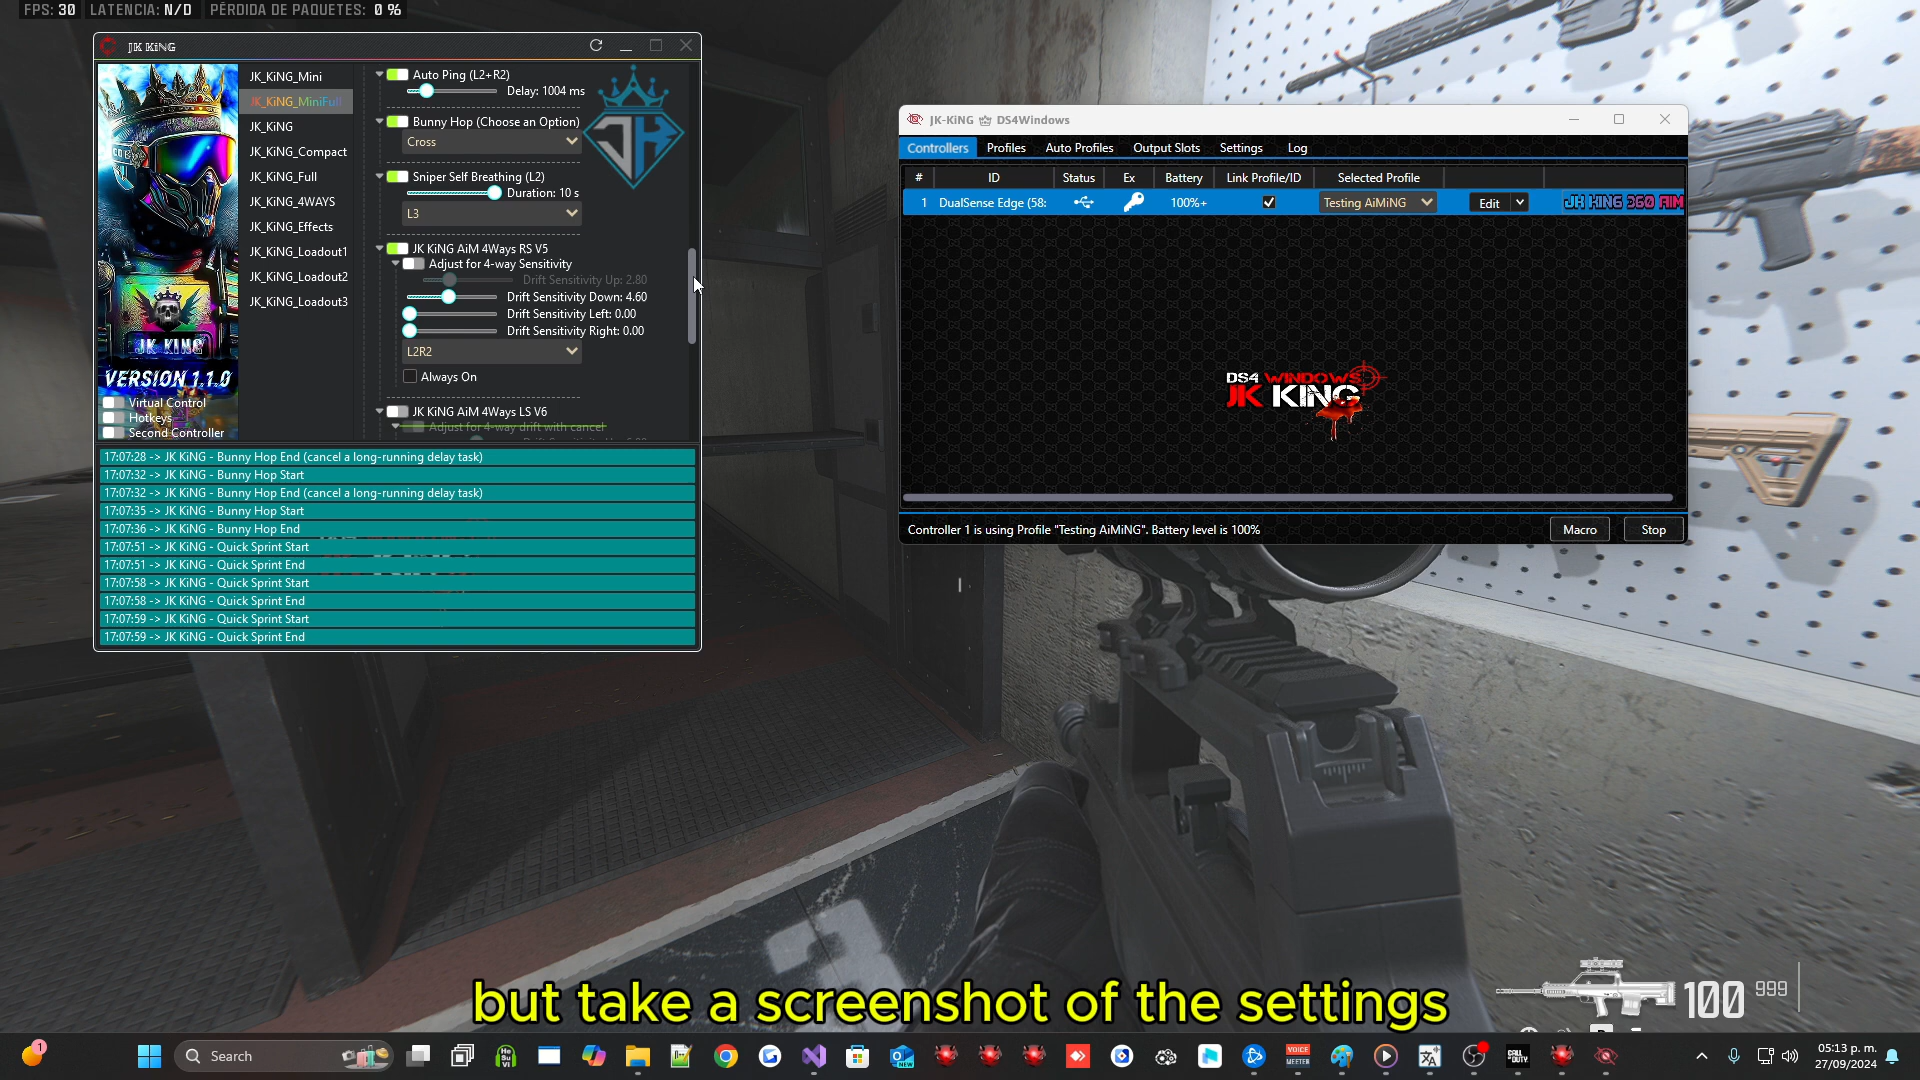 FPS: 30 LATENCIA: N/D PÉRDIDA DE PAQUETES: 0 %
JK KiNG
JK_KiNG_Mini
JK_KiNG_MiniFull
JK_KiNG
JK_KiNG_Compact
JK_KiNG_Full
JK_KiNG_4WAYS
JK_KiNG_Effects
JK_KiNG_Loadout1
JK_KiNG_Loadout2
JK_KiNG_Loadout3
JK KING
VERSION 1.1.0
Virtual Control
Hotkeys
Second Controller
Auto Ping (L2+R2)
Delay: 1004 ms
Bunny Hop (Choose an Option)
Cross
Sniper Self Breathing (L2)
Duration: 10 s
L3
JK KiNG AiM 4Ways RS V5
Adjust for 4-way Sensitivity
Drift Sensitivity Up: 2.80
Drift Sensitivity Down: 4.60
Drift Sensitivity Left: 0.00
Drift Sensitivity Right: 0.00
L2R2
Always On
JK KiNG AiM 4Ways LS V6
Adjust for 4-way drift with cancel
JK
17:07:28 -> JK KiNG - Bunny Hop End (cancel a long-running delay task)
17:07:32 -> JK KiNG - Bunny Hop Start
17:07:32 -> JK KiNG - Bunny Hop End (cancel a long-running delay task)
17:07:35 -> JK KiNG - Bunny Hop Start
17:07:36 -> JK KiNG - Bunny Hop End
17:07:51 -> JK KiNG - Quick Sprint Start
17:07:51 -> JK KiNG - Quick Sprint End
17:07:58 -> JK KiNG - Quick Sprint Start
17:07:58 -> JK KiNG - Quick Sprint End
17:07:59 -> JK KiNG - Quick Sprint Start
17:07:59 -> JK KiNG - Quick Sprint End
JK-KiNG DS4Windows
Controllers Profiles Auto Profiles Output Slots Settings Log
# ID Status Ex Battery Link Profile/ID Selected Profile
1 DualSense Edge (58: 100%+ Testing AiMiNG Edit JK KING 360 AIM
DS4 WINDOWS
JK KING
Controller 1 is using Profile "Testing AiMiNG". Battery level is 100% Macro Stop
but take a screenshot of the settings
100 999
1 Search
NEW
VOICE
MEETER
CALL DUTY
05:13 p. m.
27/09/2024